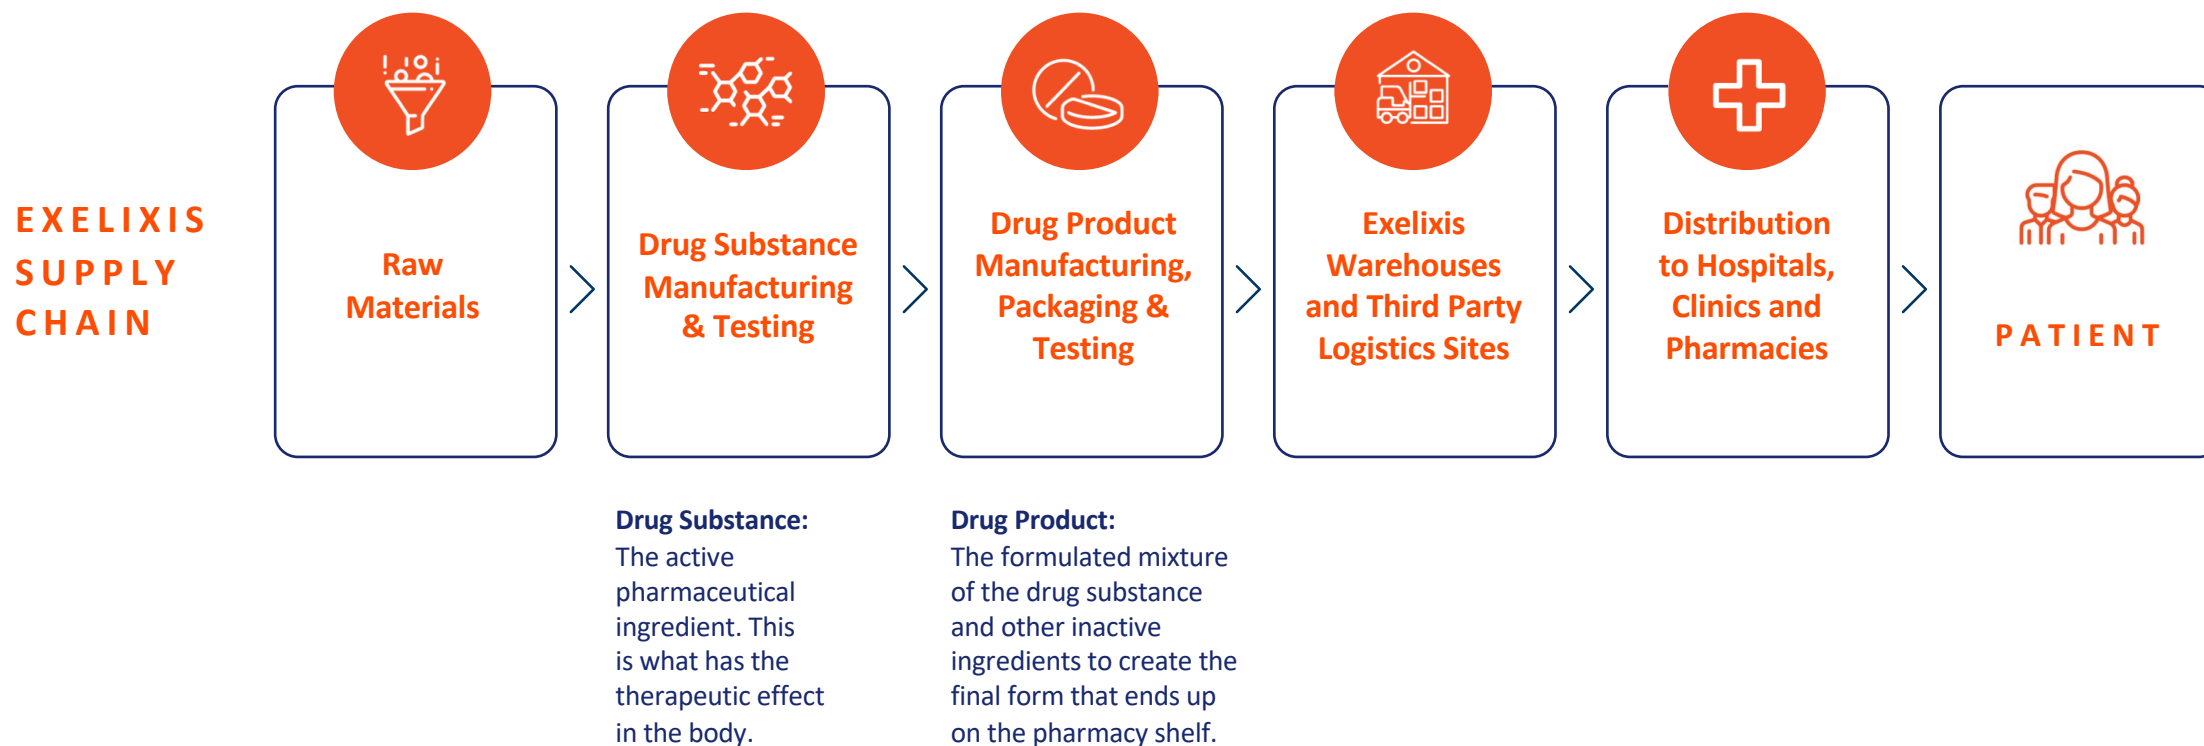 EXELIXIS
SUPPLY
CHAIN
Raw
Materials
Drug Substance
Manufacturing
& Testing
Drug Product
Manufacturing,
Packaging &
Testing
Exelixis
Warehouses
and Third Party
Logistics Sites
Distribution
to Hospitals,
Clinics and
Pharmacies
PATIENT
Drug Substance:
The active
pharmaceutical
ingredient. This
is what has the
therapeutic effect
in the body.
Drug Product:
The formulated mixture
of the drug substance
and other inactive
ingredients to create the
final form that ends up
on the pharmacy shelf.